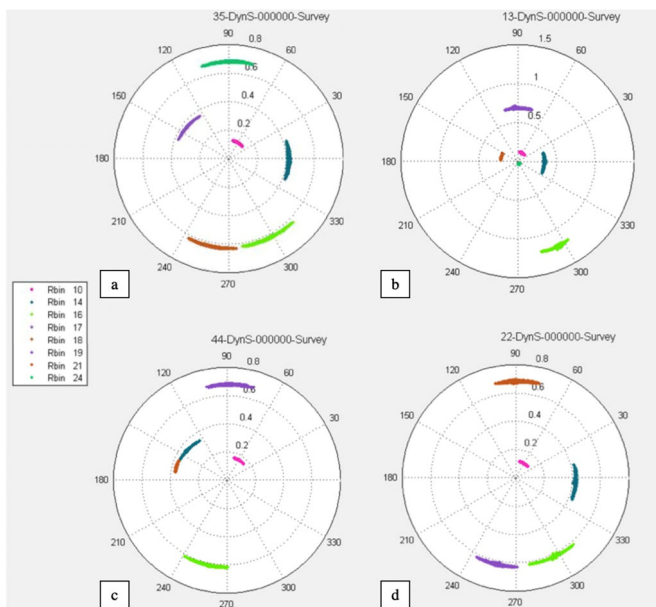 35-DynS-000000-Survey
90 0.8
120 60
0.6
150 0.4 30
0.2
180
210 330
240 300
270
a
13-DynS-000000-Survey
90 1.5
120 60
1
150 30
0.5
180
210 330
240 300
270
b
Rbin 10
Rbin 14
Rbin 16
Rbin 17
Rbin 18
Rbin 19
Rbin 21
Rbin 24
44-DynS-000000-Survey
90 0.8
120 60
0.6
150 0.4 30
0.2
180
210 330
240 300
270
c
22-DynS-000000-Survey
90 0.8
120 60
0.6
150 0.4 30
0.2
180
210 330
240 300
270
d